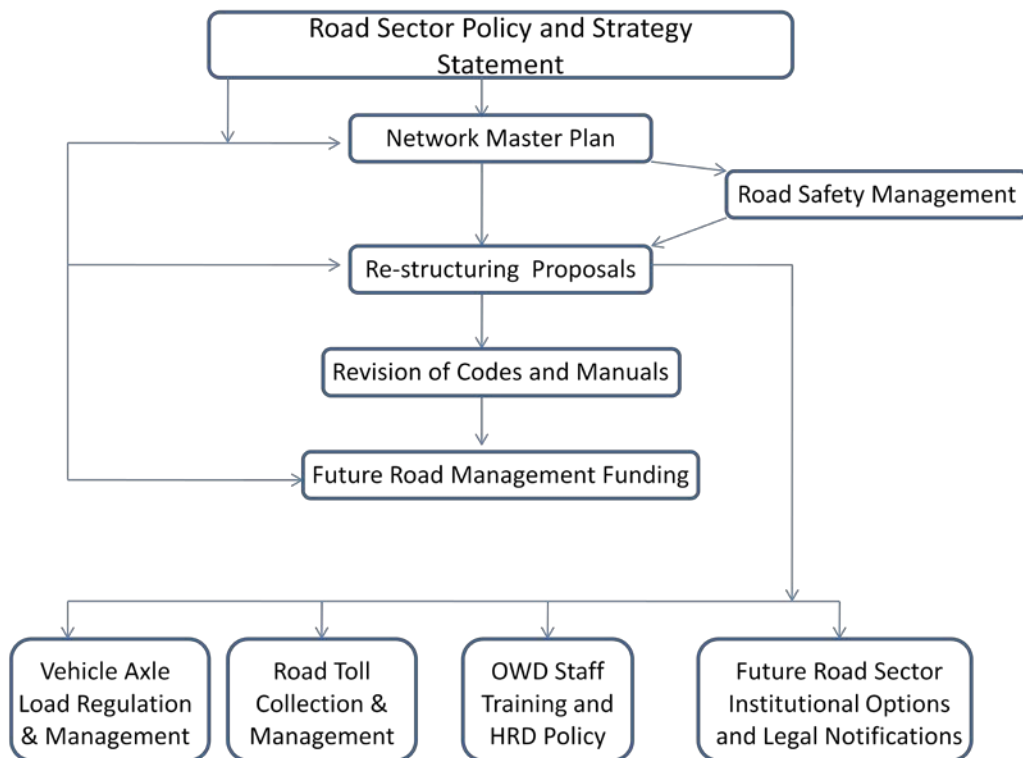 Road Sector Policy and Strategy
Statement
Network Master Plan
Road Safety Management
Re-structuring Proposals
Revision of Codes and Manuals
Future Road Management Funding
Vehicle Axle
Load Regulation
& Management
Road Toll
Collection &
Management
OWD Staff
Training and
HRD Policy
Future Road Sector
Institutional Options
and Legal Notifications